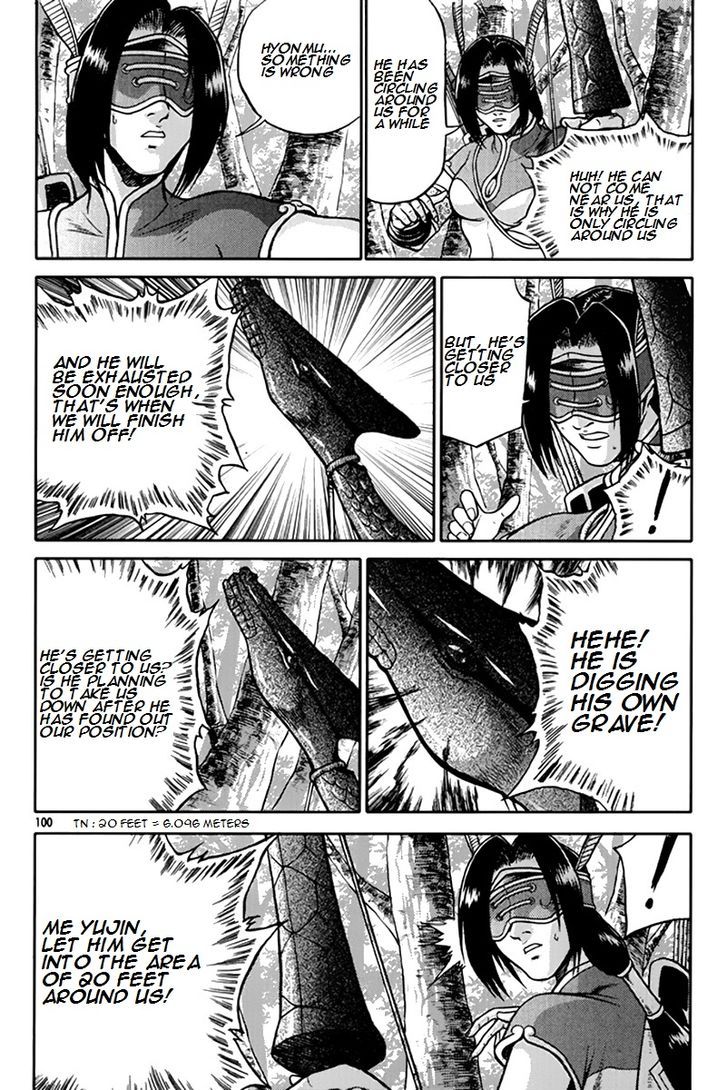 HYONMU...
SOMETHING
IS WRONG
HE HAS
BEEN
CIRCLING
AROUND
US FOR
A WHILE
HUH! HE CAN
NOT COME
NEAR US, THAT
IS WHY HE IS
ONLY CIRCLING
AROUND US
AND HE WILL
BE EXHAUSTED
SOON ENOUGH,
THAT'S WHEN
WE WILL FINISH
HIM OFF!
BUT, HE'S
GETTING
CLOSER
TO US
!
HE'S GETTING
CLOSER TO US?
IS HE PLANNING
TO TAKE US
DOWN AFTER HE
HAS FOUND OUT
OUR POSITION?
HEHE!
HE IS
DIGGING
HIS OWN
GRAVE!
100 TN : 20 FEET = 6.096 METERS
ME YUJIN,
LET HIM GET
INTO THE AREA
OF 20 FEET
AROUND US!
!